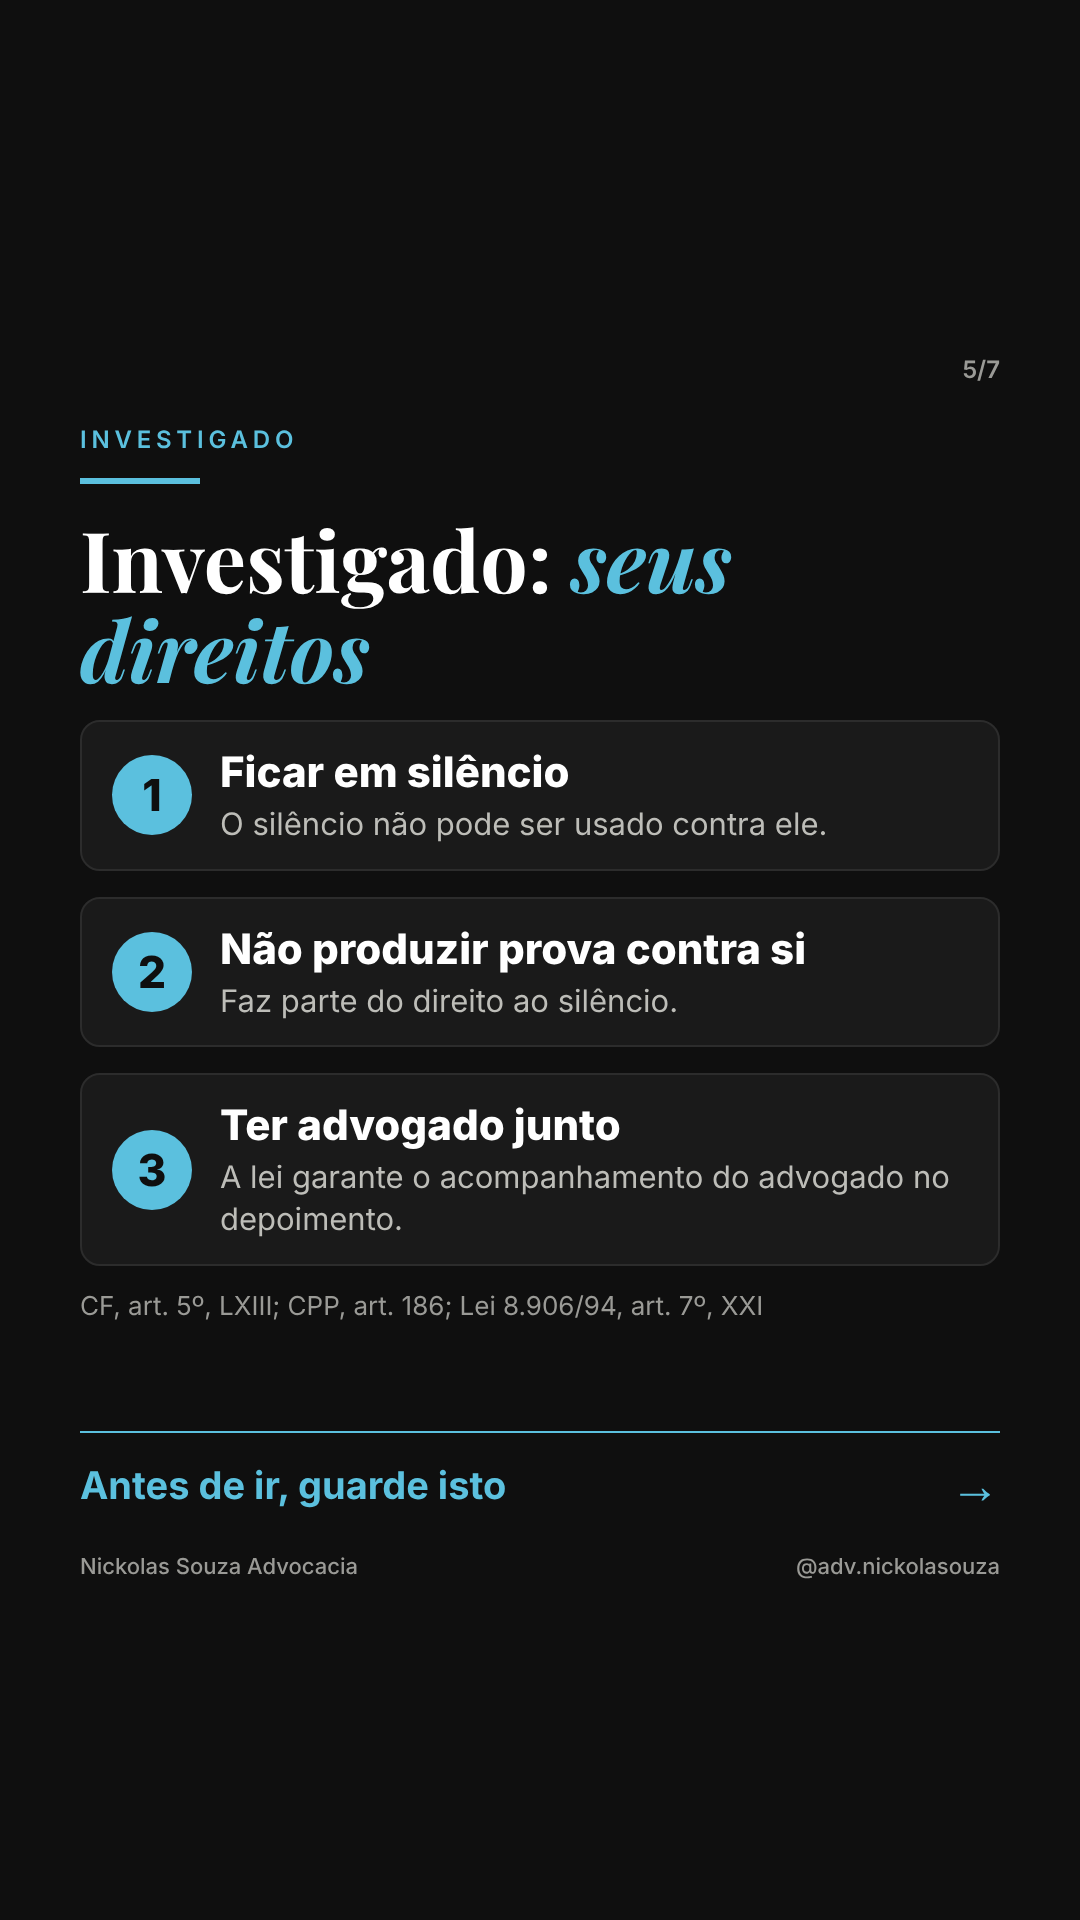 5/7
INVESTIGADO
Investigado: seus
direitos
1
Ficar em silêncio
O silêncio não pode ser usado contra ele.
2
Não produzir prova contra si
Faz parte do direito ao silêncio.
3
Ter advogado junto
A lei garante o acompanhamento do advogado no
depoimento.
CF, art. 5º, LXIII; CPP, art. 186; Lei 8.906/94, art. 7º, XXI
Antes de ir, guarde isto →
Nickolas Souza Advocacia
@adv.nickolasouza